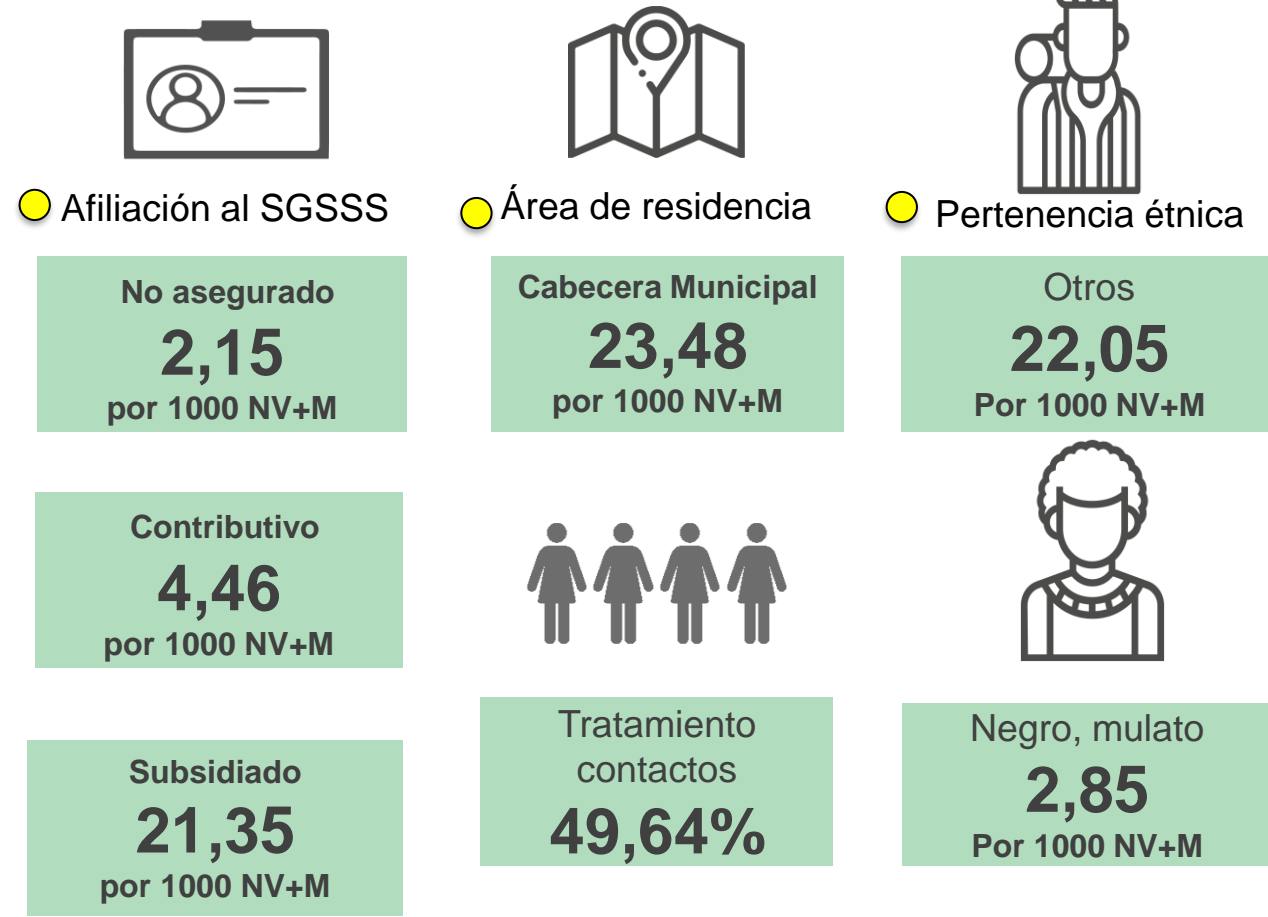 Afiliación al SGSSS
No asegurado
2,15
por 1000 NV+M
Contributivo
4,46
por 1000 NV+M
Subsidiado
21,35
por 1000 NV+M
Área de residencia
Cabecera Municipal
23,48
por 1000 NV+M
Tratamiento
contactos
49,64%
Pertenencia étnica
Otros
22,05
Por 1000 NV+M
Negro, mulato
2,85
Por 1000 NV+M